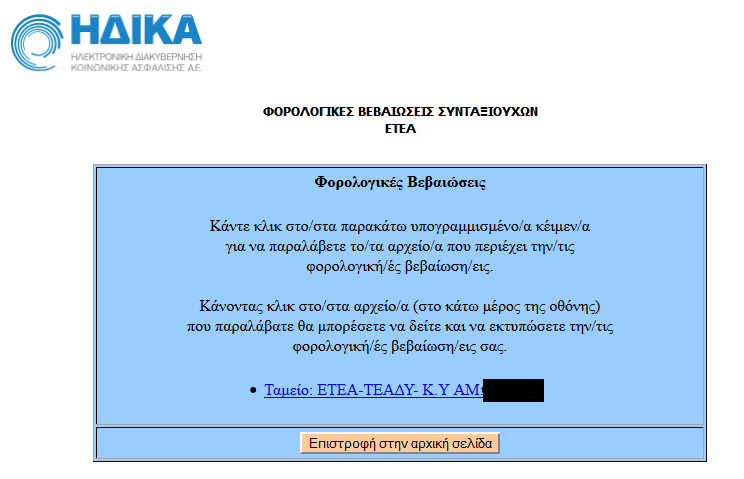 ΗΔΙΚΑ
ΗΛΕΚΤΡΟΝΙΚΗ ΔΙΑΚΥΒΕΡΝΗΣΗ
ΚΟΙΝΩΝΙΚΗΣ ΑΣΦΑΛΙΣΗΣ Α.Ε.
ΦΟΡΟΛΟΓΙΚΕΣ ΒΕΒΑΙΩΣΕΙΣ ΣΥΝΤΑΞΙΟΥΧΩΝ
ΕΤΕΑ
Φορολογικές Βεβαιώσεις
Κάντε κλικ στο/στα παρακάτω υπογραμμισμένο/α κέιμεν/α
για να παραλάβετε το/τα αρχείο/α που περιέχει την/τις
φορολογική/ές βεβαίωση/εις.
Κάνοντας κλικ στο/στα αρχείο/α (στο κάτω μέρος της οθόνης)
που παραλάβατε θα μπορέσετε να δείτε και να εκτυπώσετε την/τις
φορολογική/ές βεβαίωση/εις σας.
• Ταμείο: ΕΤΕΑ-ΤΕΑΔΥ- Κ.Υ ΑΜ:
Επιστροφή στην αρχική σελίδα